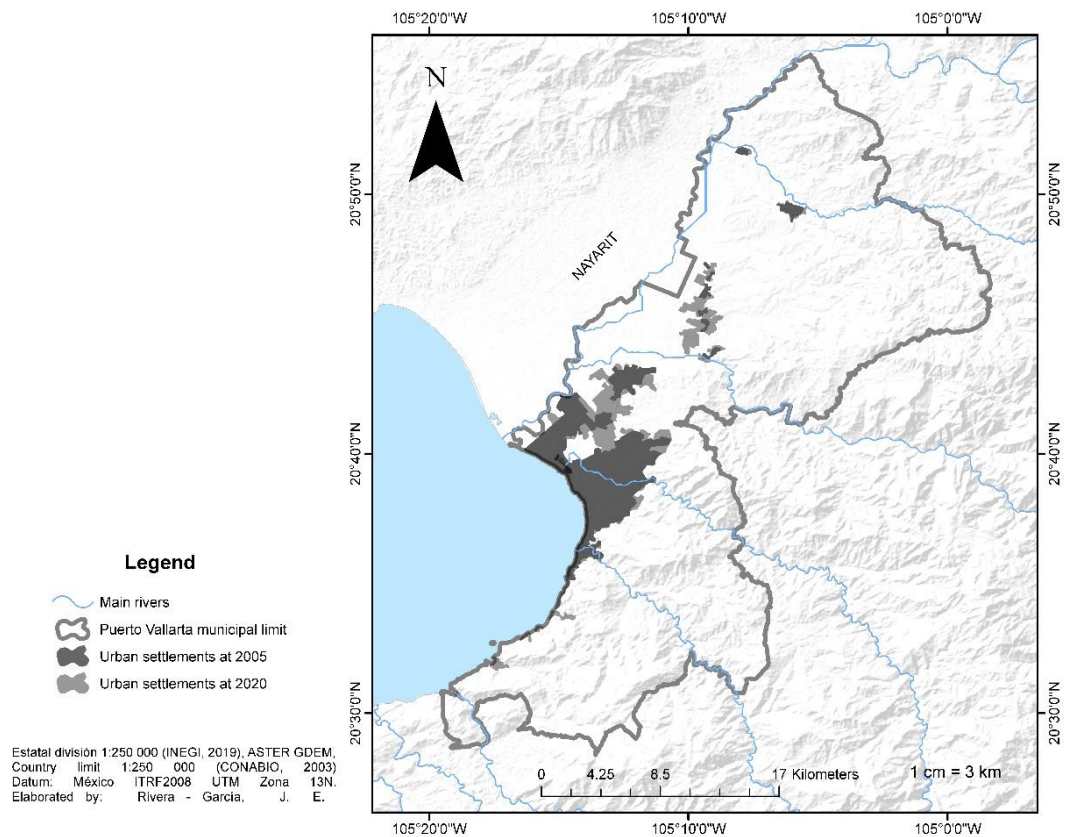 105°20'0"W 105°10'0"W 105°0'0"W
N
20°50'0"N 20°50'0"N
NAYARIT
20°40'0"N 20°40'0"N
Legend
Main rivers
Puerto Vallarta municipal limit
Urban settlements at 2005
Urban settlements at 2020
20°30'0"N 20°30'0"N
Estatal división 1:250 000 (INEGI, 2019), ASTER GDEM,
Country limit 1:250 000 (CONABIO, 2003)
Datum: México ITRF2008 UTM Zona 13N.
Elaborated by: Rivera - García, J. E.
0 4.25 8.5 17 Kilometers
1 cm = 3 km
105°20'0"W 105°10'0"W 105°0'0"W